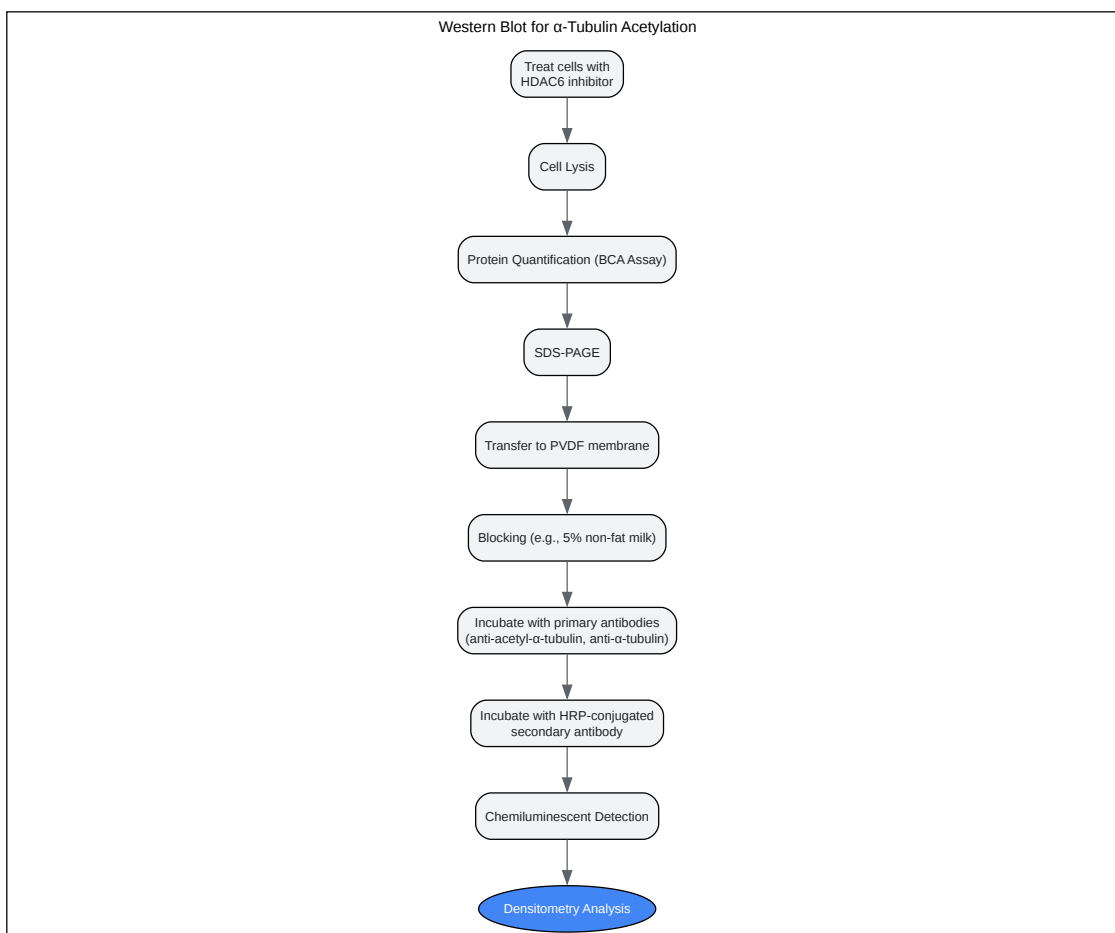 Western Blot for α-Tubulin Acetylation
Treat cells with
HDAC6 inhibitor
Cell Lysis
Protein Quantification (BCA Assay)
SDS-PAGE
Transfer to PVDF membrane
Blocking (e.g., 5% non-fat milk)
Incubate with primary antibodies
(anti-acetyl-α-tubulin, anti-α-tubulin)
Incubate with HRP-conjugated
secondary antibody
Chemiluminescent Detection
Densitometry Analysis